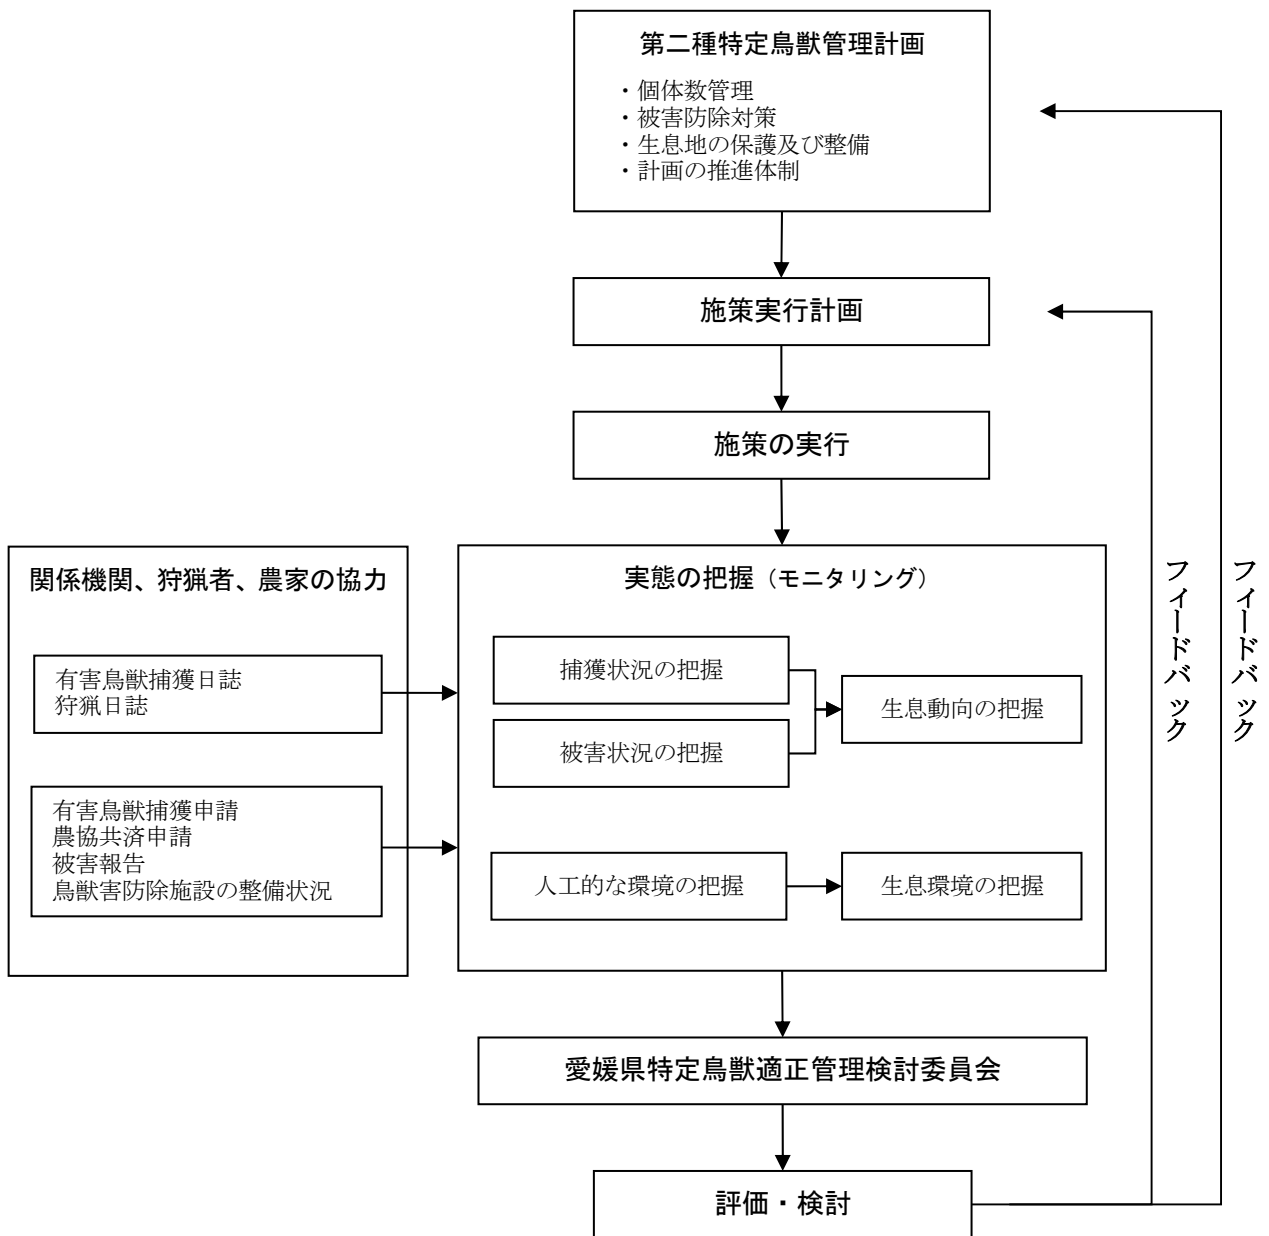 第二種特定鳥獣管理計画
・個体数管理
・被害防除対策
・生息地の保護及び整備
・計画の推進体制
施策実行計画
施策の実行
関係機関、狩猟者、農家の協力
有害鳥獣捕獲日誌
狩猟日誌
有害鳥獣捕獲申請
農協共済申請
被害報告
鳥獣害防除施設の整備状況
実態の把握（モニタリング）
捕獲状況の把握
被害状況の把握
生息動向の把握
人工的な環境の把握
生息環境の把握
愛媛県特定鳥獣適正管理検討委員会
評価・検討
フィードバック
フィードバック